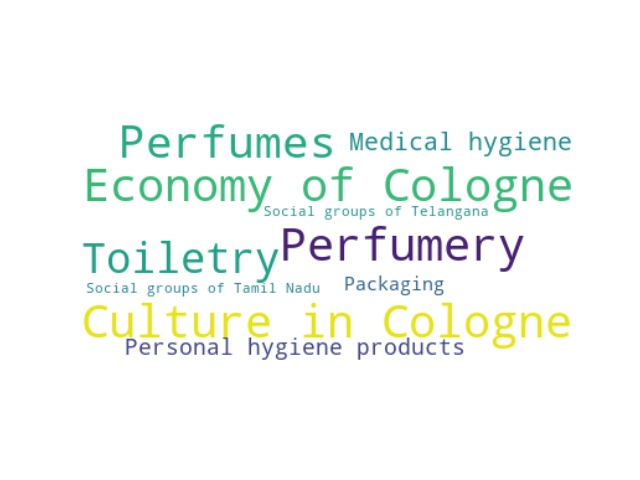 Perfumes Medical hygiene
Economy of Cologne
Social groups of Telangana
Toiletry Perfumery
Social groups of Tamil Nadu Packaging
Culture in Cologne
Personal hygiene products